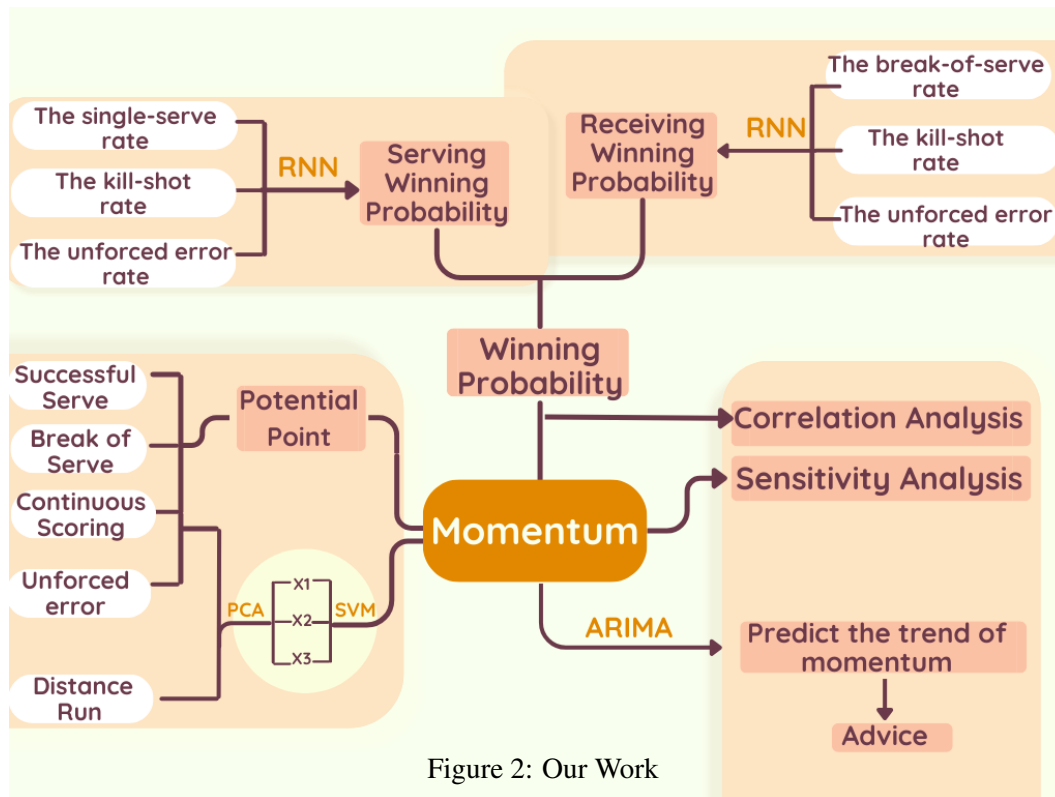 The single-serve
rate
The kill-shot
rate
The unforced error
rate
RNN
Serving
Winning
Probability
Receiving
Winning
Probability
RNN
The break-of-serve
rate
The kill-shot
rate
The unforced error
rate
Winning
Probability
Successful
Serve
Break of
Serve
Continuous
Scoring
Unforced
error
Distance
Run
Potential
Point
PCA
X1
X2
X3
SVM
Momentum
Correlation Analysis
Sensitivity Analysis
ARIMA
Predict the trend of
momentum
Advice
Figure 2: Our Work